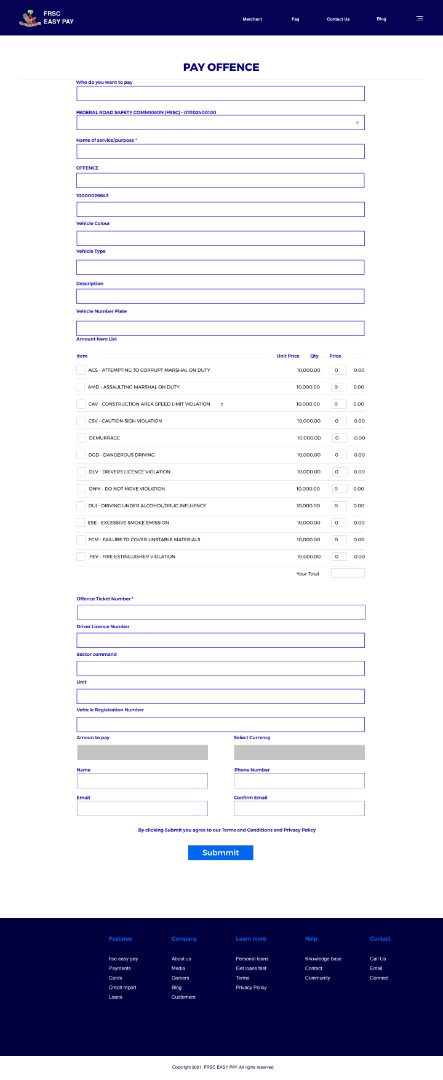 FRSC
EASY PAY
Merchant Faq Contact Us Blog
PAY OFFENCE
Who do you want to pay
FEDERAL ROAD SAFETY COMMISSION (FRSC) - 011102400100
Name of service/purpose *
OFFENCE
10000026643
Vehicle Colour
Vehicle Type
Description
Vehicle Number Plate
Amount Item List
Item Unit Price Qty Price
ACS - ATTEMPTING TO CORRUPT MARSHAL ON DUTY 10,000.00 0 0.00
AMD - ASSAULTING MARSHAL ON DUTY 10,000.00 0 0.00
CAV - CONSTRUCTION AREA SPEED LIMIT VIOLATION t 10,000.00 0 0.00
CSV - CAUTION SIGN VIOLATION 10,000.00 0 0.00
DEMURRAGE 10,000.00 0 0.00
DGD - DANGEROUS DRIVING 10,000.00 0 0.00
DLV - DRIVERS LICENCE VIOLATION 10,000.00 0 0.00
DNM - DO NOT MOVE VIOLATION 10,000.00 0 0.00
DUI - DRIVING UNDER ALCOHOL/DRUG INFLUENCE 10,000.00 0 0.00
ESE - EXCESSIVE SMOKE EMISSION 10,000.00 0 0.00
FCM - FAILURE TO COVER UNSTABLE MATERIALS 10,000.00 0 0.00
FEV - FIRE EXTINGUISHER VIOLATION 10,000.00 0 0.00
Your Total
Offence Ticket Number *
Driver Licence Number
Sector command
Unit
Vehicle Registration Number
Amoun to pay Select Currency
Name Phone Number
Email Confirm Email
By clicking Submit you agree to our Terms and Conditions and Privacy Policy
Submmit
Features Company Learn more Help Contact
frsc easy pay About us Personal loans Knowledge base Call Us
Payments Media Get loans fast Contact Email
Cards Careers Terms Community Connect
Credit report Blog Privacy Policy
Loans Customers
Copyright 2021. FRSC EASY PAY. All rights reserved